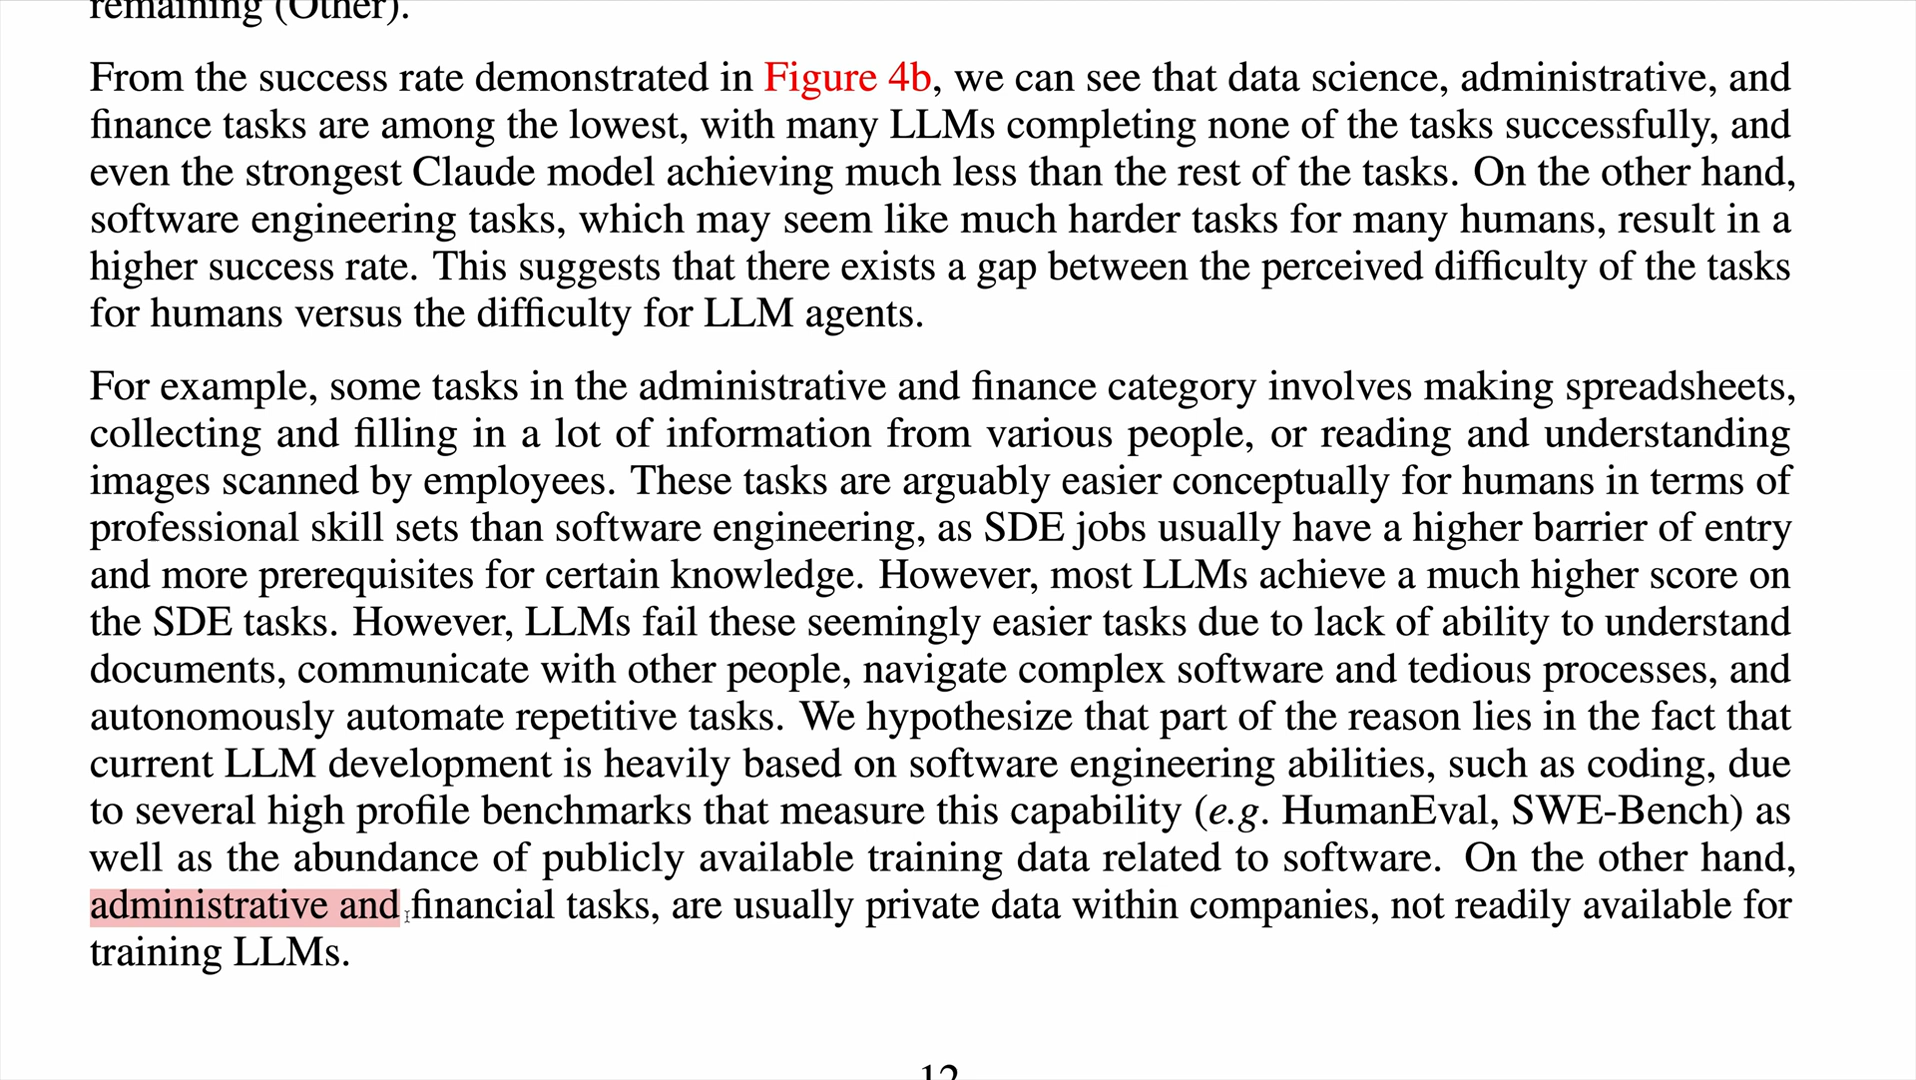 remaining (Other).
From the success rate demonstrated in Figure 4b, we can see that data science, administrative, and
finance tasks are among the lowest, with many LLMs completing none of the tasks successfully, and
even the strongest Claude model achieving much less than the rest of the tasks. On the other hand,
software engineering tasks, which may seem like much harder tasks for many humans, result in a
higher success rate. This suggests that there exists a gap between the perceived difficulty of the tasks
for humans versus the difficulty for LLM agents.
For example, some tasks in the administrative and finance category involves making spreadsheets,
collecting and filling in a lot of information from various people, or reading and understanding
images scanned by employees. These tasks are arguably easier conceptually for humans in terms of
professional skill sets than software engineering, as SDE jobs usually have a higher barrier of entry
and more prerequisites for certain knowledge. However, most LLMs achieve a much higher score on
the SDE tasks. However, LLMs fail these seemingly easier tasks due to lack of ability to understand
documents, communicate with other people, navigate complex software and tedious processes, and
autonomously automate repetitive tasks. We hypothesize that part of the reason lies in the fact that
current LLM development is heavily based on software engineering abilities, such as coding, due
to several high profile benchmarks that measure this capability (e.g. HumanEval, SWE-Bench) as
well as the abundance of publicly available training data related to software. On the other hand,
administrative and financial tasks, are usually private data within companies, not readily available for
training LLMs.
12